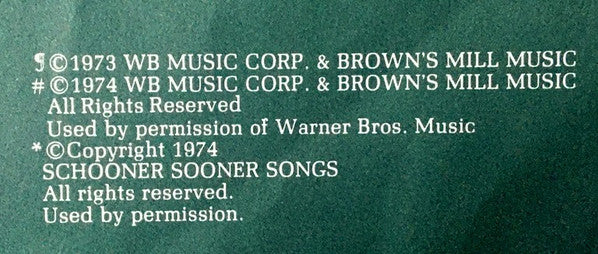 ¶©1973 WB MUSIC CORP. & BROWN'S MILL MUSIC
#©1974 WB MUSIC CORP. & BROWN'S MILL MUSIC
All Rights Reserved
Used by permission of Warner Bros. Music
*©Copyright 1974
SCHOONER SOONER SONGS
All rights reserved.
Used by permission.